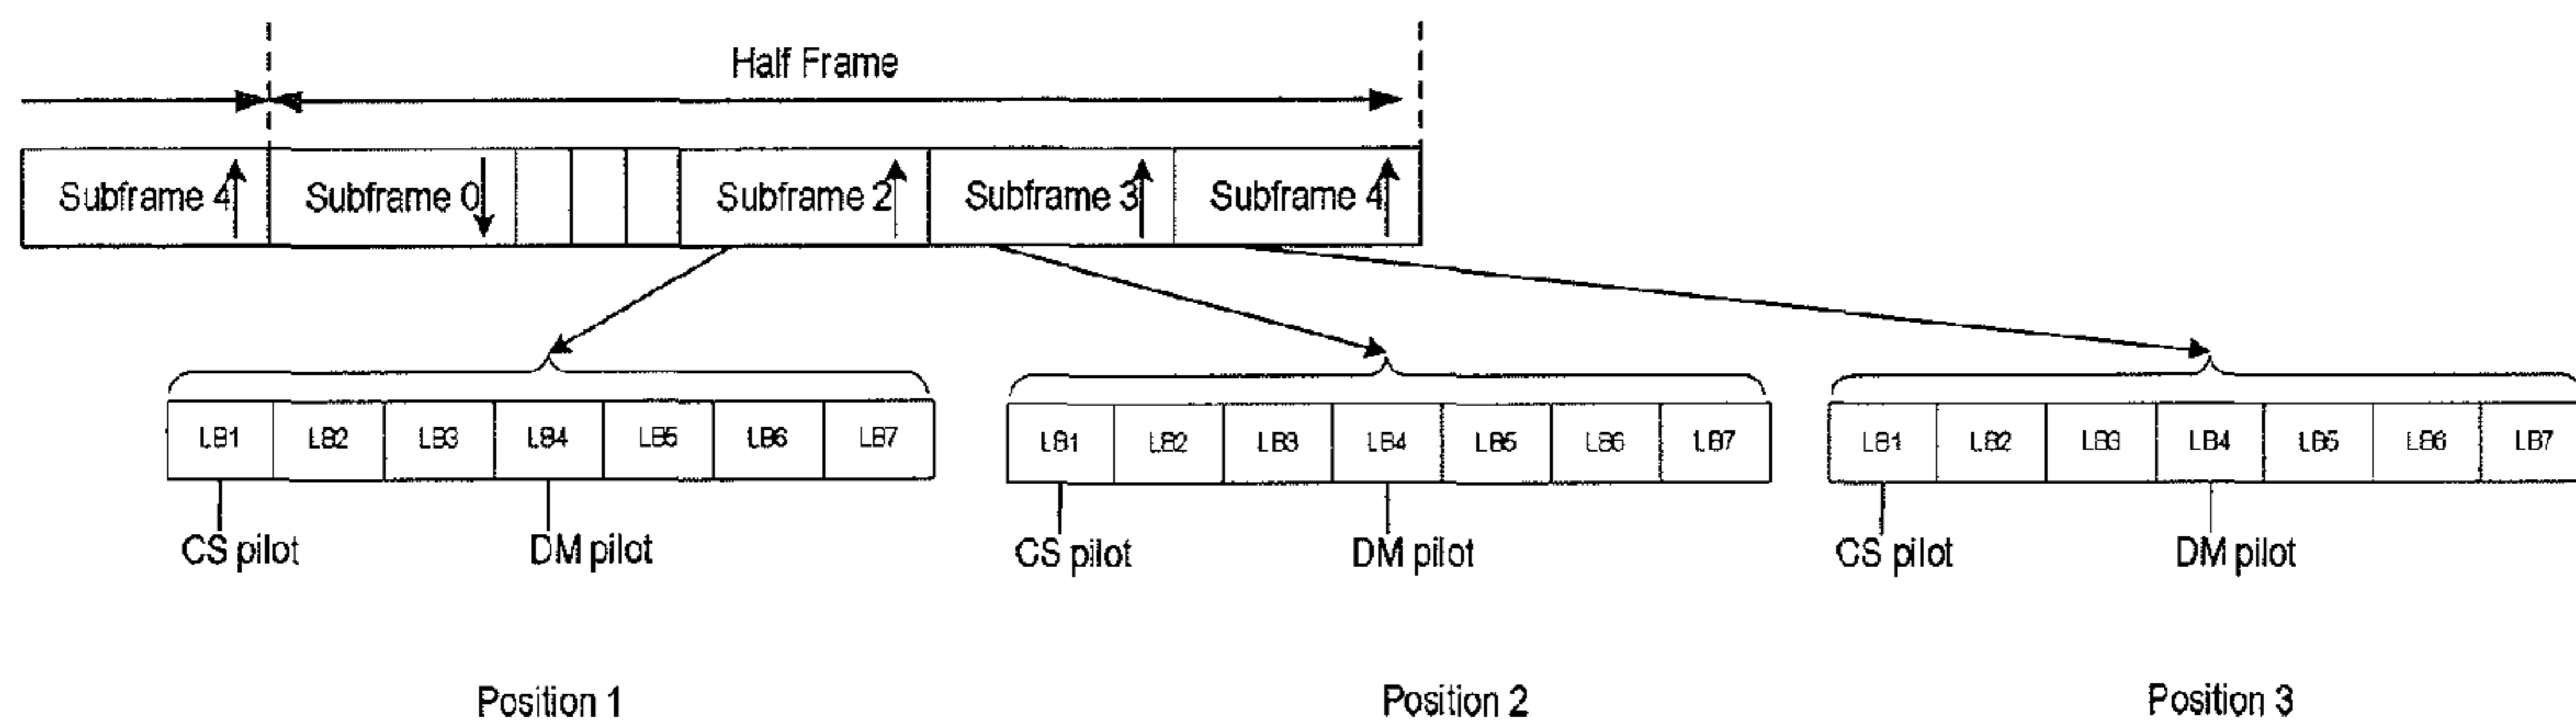 Half Frame
Subframe 4 Subframe 0 Subframe 2 Subframe 3 Subframe 4
LB1 LB2 LB3 LB4 LB5 LB6 LB7 LB1 LB2 LB3 LB4 LB5 LB6 LB7 LB1 LB2 LB3 LB4 LB5 LB6 LB7
CS pilot DM pilot CS pilot DM pilot CS pilot DM pilot
Position 1 Position 2 Position 3